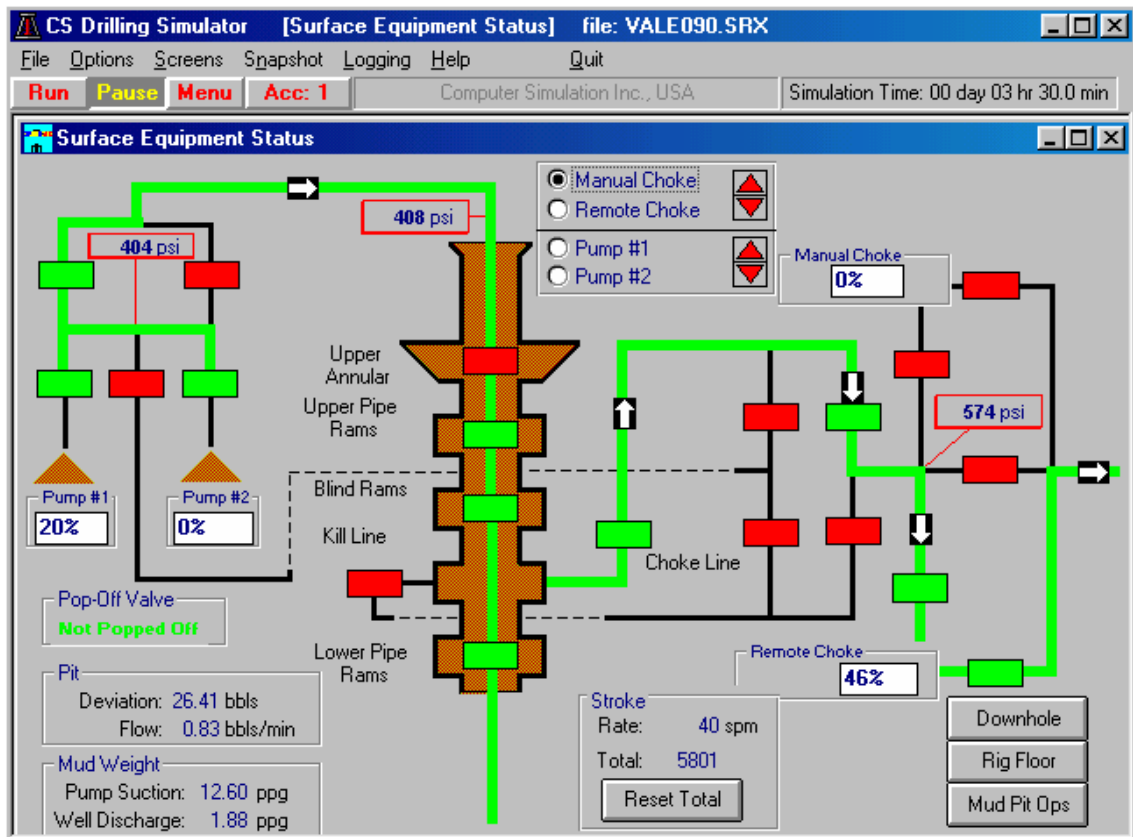 CS Drilling Simulator [Surface Equipment Status] file: VALE090.SRX
File Options Screens Snapshot Logging Help Quit
Run Pause Menu Acc: 1 Computer Simulation Inc., USA Simulation Time: 00 day 03 hr 30.0 min
Surface Equipment Status
Manual Choke
Remote Choke
Pump #1
Pump #2
408 psi
404 psi
Manual Choke
0%
Upper
Annular
Upper Pipe
Rams
574 psi
Blind Rams
Pump #1
20%
Pump #2
0%
Kill Line
Choke Line
Pop-Off Valve
Not Popped Off
Lower Pipe
Rams
Remote Choke
46%
Pit
Deviation: 26.41 bbls
Flow: 0.83 bbls/min
Stroke
Rate: 40 spm
Total: 5801
Reset Total
Downhole
Rig Floor
Mud Pit Ops
Mud Weight
Pump Suction: 12.60 ppg
Well Discharge: 1.88 ppg